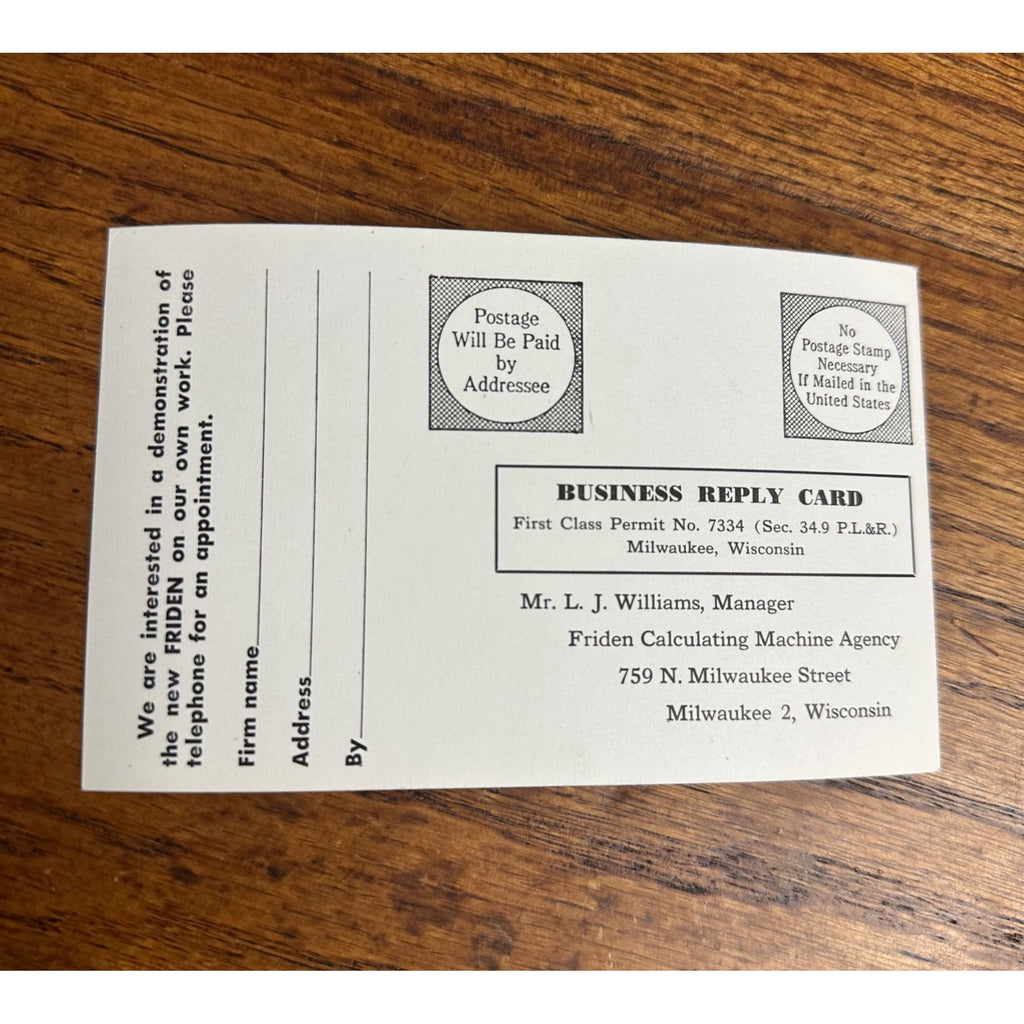 We are interested in a demonstration of
the new FRIDEN on our own work. Please
telephone for an appointment.
Firm name
Address
By
Postage
Will Be Paid
by
Addressee
No
Postage Stamp
Necessary
If Mailed in the
United States
BUSINESS REPLY CARD
First Class Permit No. 7334 (Sec. 34.9 P.L.&R.)
Milwaukee, Wisconsin
Mr. L. J. Williams, Manager
Friden Calculating Machine Agency
759 N. Milwaukee Street
Milwaukee 2, Wisconsin